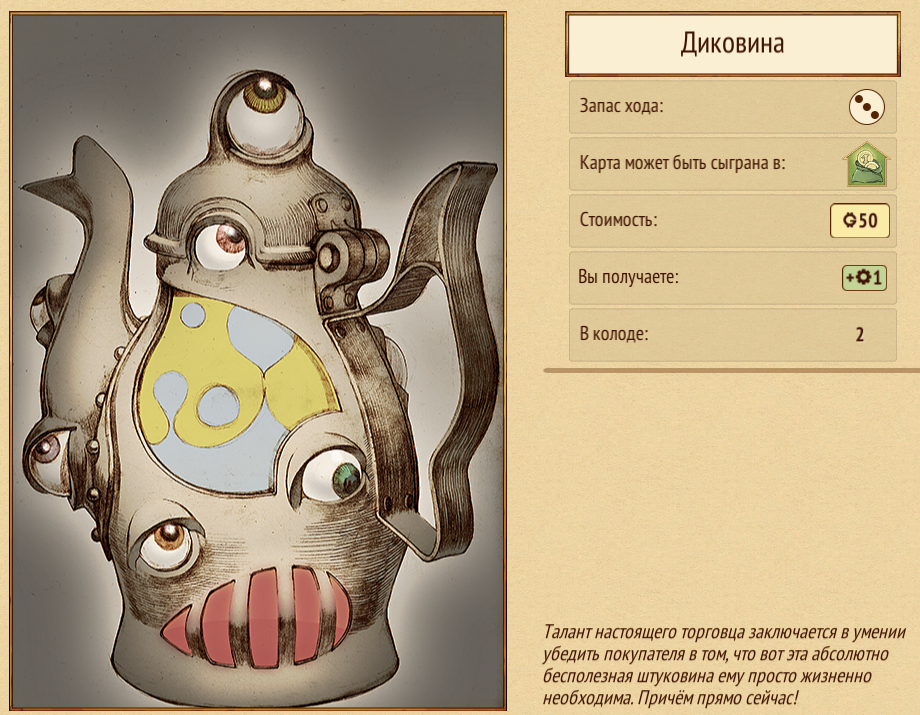 Диковина
Запас хода:
Карта может быть сыграна в:
Стоимость: 50
Вы получаете: +1
В колоде: 2
Талант настоящего торговца заключается в умении
убедить покупателя в том, что вот эта абсолютно
бесполезная штуковина ему просто жизненно
необходима. Причём прямо сейчас!